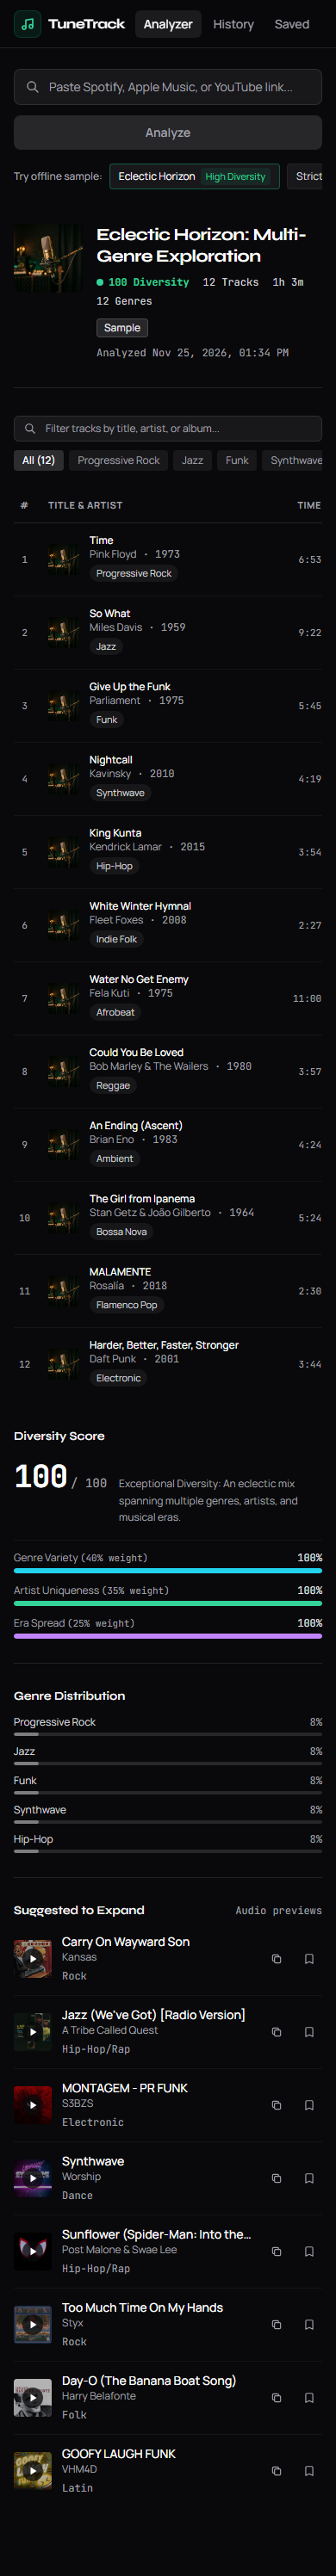 TuneTrack
Analyzer
History
Saved
Paste Spotify, Apple Music, or YouTube link...
Analyze
Try offline sample:
Eclectic Horizon
High Diversity
Strict
Eclectic Horizon: Multi-
Genre Exploration
100 Diversity 12 Tracks 1h 3m
12 Genres
Sample
Analyzed Nov 25, 2026, 01:34 PM
Filter tracks by title, artist, or album...
All (12)
Progressive Rock
Jazz
Funk
Synthwave
# TITLE & ARTIST TIME
Time
1 Pink Floyd · 1973 6:53
Progressive Rock
So What
2 Miles Davis · 1959 9:22
Jazz
Give Up the Funk
3 Parliament · 1975 5:45
Funk
Nightcall
4 Kavinsky · 2010 4:19
Synthwave
King Kunta
5 Kendrick Lamar · 2015 3:54
Hip-Hop
White Winter Hymnal
6 Fleet Foxes · 2008 2:27
Indie Folk
Water No Get Enemy
7 Fela Kuti · 1975 11:00
Afrobeat
Could You Be Loved
8 Bob Marley & The Wailers · 1980 3:57
Reggae
An Ending (Ascent)
9 Brian Eno · 1983 4:24
Ambient
The Girl from Ipanema
10 Stan Getz & João Gilberto · 1964 5:24
Bossa Nova
MALAMENTE
11 Rosalía · 2018 2:30
Flamenco Pop
Harder, Better, Faster, Stronger
12 Daft Punk · 2001 3:44
Electronic
Diversity Score
100 / 100
Exceptional Diversity: An eclectic mix
spanning multiple genres, artists, and
musical eras.
Genre Variety (40% weight) 100%
Artist Uniqueness (35% weight) 100%
Era Spread (25% weight) 100%
Genre Distribution
Progressive Rock 8%
Jazz 8%
Funk 8%
Synthwave 8%
Hip-Hop 8%
Suggested to Expand Audio previews
Carry On Wayward Son
Kansas
Rock
Jazz (We've Got) [Radio Version]
A Tribe Called Quest
Hip-Hop/Rap
MONTAGEM - PR FUNK
S3BZS
Electronic
Synthwave
Worship
Dance
Sunflower (Spider-Man: Into the...
Post Malone & Swae Lee
Hip-Hop/Rap
Too Much Time On My Hands
Styx
Rock
Day-O (The Banana Boat Song)
Harry Belafonte
Folk
GOOFY LAUGH FUNK
VHM4D
Latin